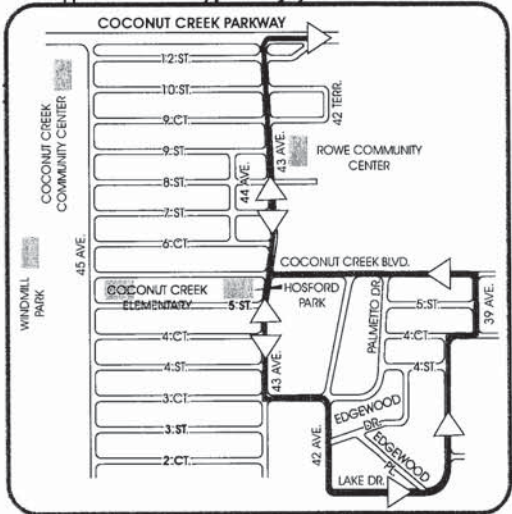 COCONUT CREEK PARKWAY
12 ST.
10 ST.
9 CT.
9 ST.
8 ST.
7 ST.
6 CT.
42 TERR.
43 AVE.
44 AVE.
ROWE COMMUNITY
CENTER
COCONUT CREEK
COMMUNITY CENTER
WINDMILL
PARK
45 AVE.
COCONUT CREEK BLVD.
COCONUT CREEK
ELEMENTARY
5 ST.
HOSFORD
PARK
PALMETTO DR.
5 ST.
4 CT.
4 ST.
39 AVE.
4 CT.
4 ST.
3 CT.
3 ST.
2 CT.
43 AVE.
42 AVE.
EDGEWOOD
DR.
EDGEWOOD
PL.
LAKE DR.